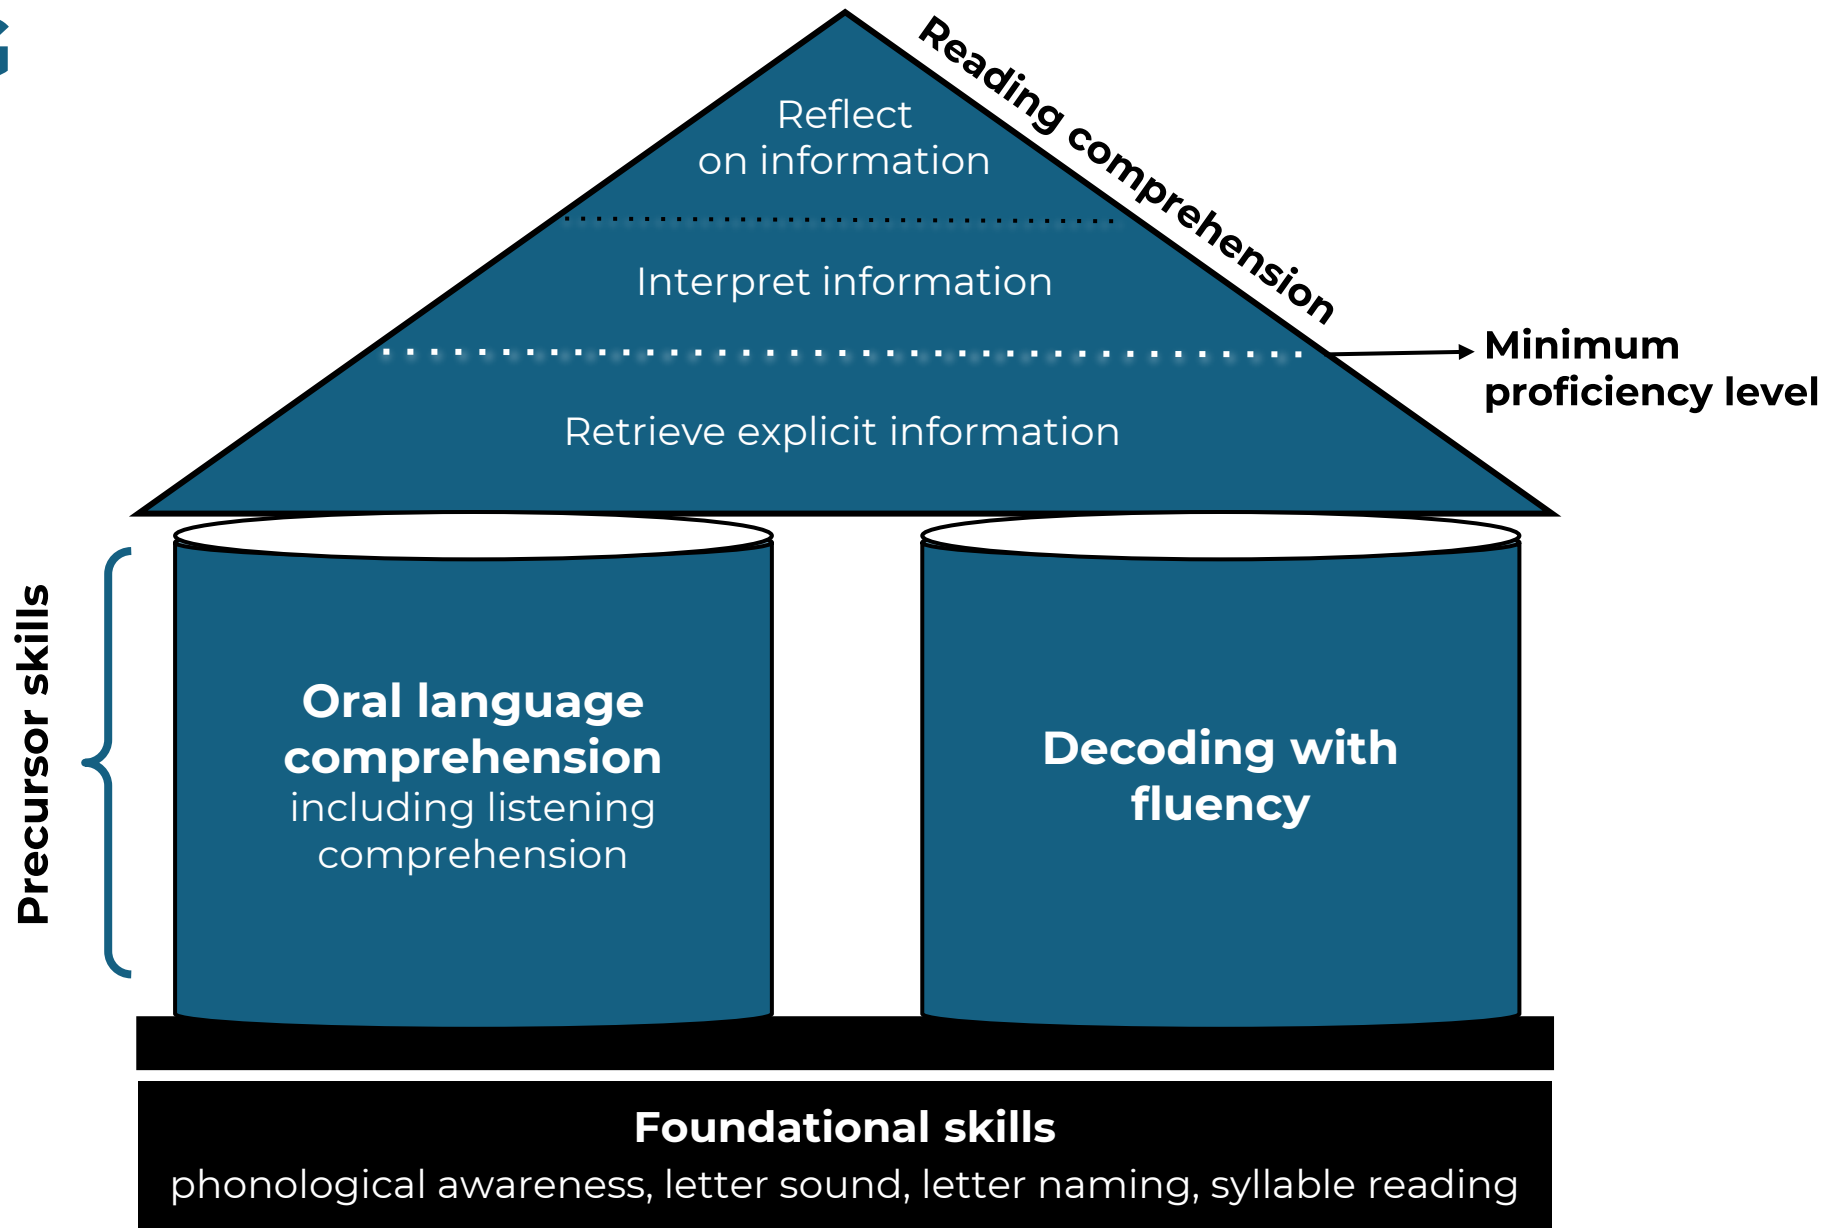 G
Reflect
on information
Reading comprehension
Interpret information
Minimum
proficiency level
Retrieve explicit information
Precursor skills
Oral language
comprehension
including listening
comprehension
Decoding with
fluency
Foundational skills
phonological awareness, letter sound, letter naming, syllable reading